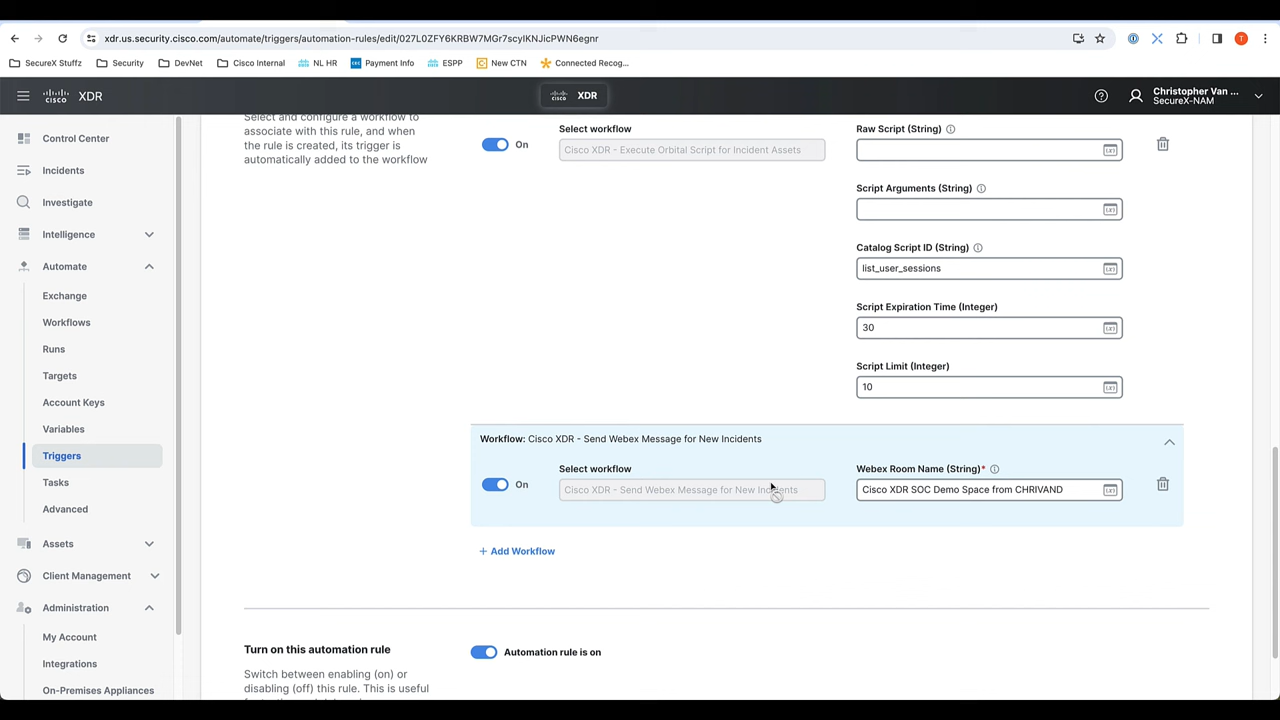 xdr.us.security.cisco.com/automate/triggers/automation-rules/edit/027L0ZFY6KRBW7MGr7scyIKNJicPWN6egnr
T
SecureX Stuffz
Security
DevNet
Cisco Internal
NL HR
Payment Info
ESPP
New CTN
Connected Recog...
cisco XDR
cisco XDR
Christopher Van ...
SecureX-NAM
Control Center
Incidents
Investigate
Intelligence
Automate
Exchange
Workflows
Runs
Targets
Account Keys
Variables
Triggers
Tasks
Advanced
Assets
Client Management
Administration
My Account
Integrations
On-Premises Appliances
Select and configure a workflow to
associate with this rule, and when
the rule is created, its trigger is
automatically added to the workflow
On
Select workflow
Cisco XDR - Execute Orbital Script for Incident Assets
Raw Script (String)
Script Arguments (String)
Catalog Script ID (String)
list_user_sessions
Script Expiration Time (Integer)
30
Script Limit (Integer)
10
Workflow: Cisco XDR - Send Webex Message for New Incidents
On
Select workflow
Cisco XDR - Send Webex Message for New Incidents
Webex Room Name (String)*
Cisco XDR SOC Demo Space from CHRIVAND
+ Add Workflow
Turn on this automation rule
Automation rule is on
Switch between enabling (on) or
disabling (off) this rule. This is useful